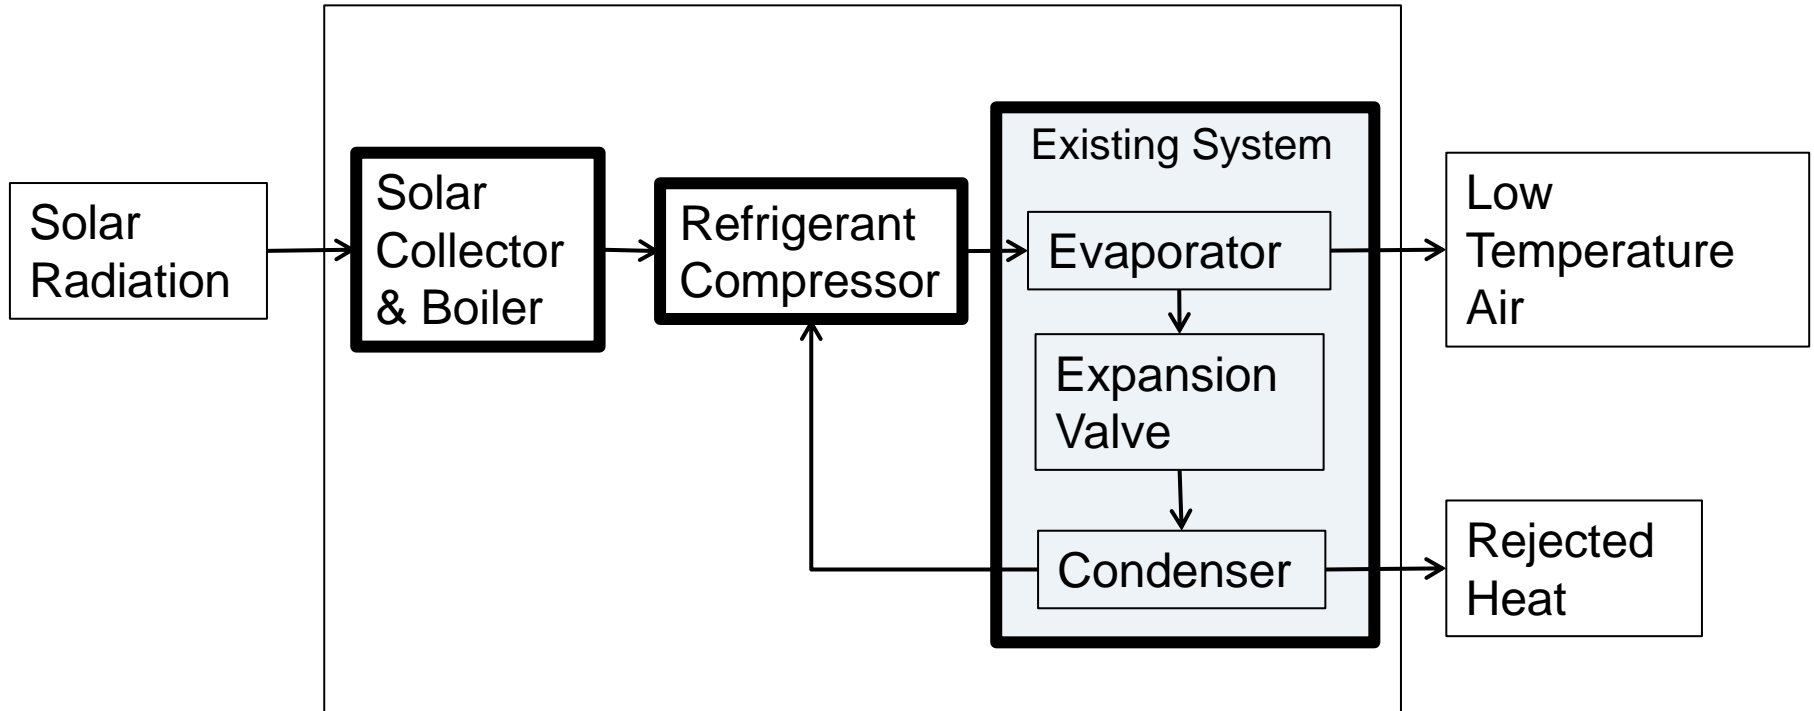 Solar
Radiation
Solar
Collector
& Boiler
Refrigerant
Compressor
Existing System
Evaporator
Expansion
Valve
Condenser
Low
Temperature
Air
Rejected
Heat